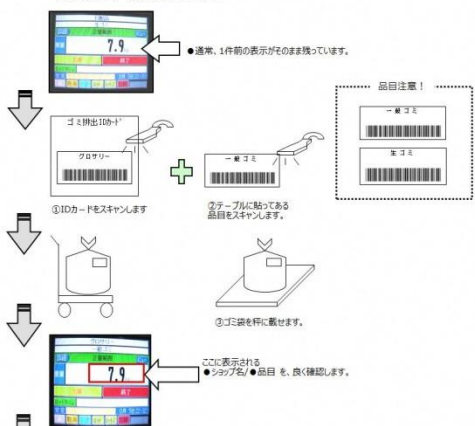 7.9
●通常、1件前の表示がそのまま残っています。
品目注意！
ゴミ排出IDカード
グロサリー
一般ゴミ
一般ゴミ
生ゴミ
①IDカードをスキャンします
②テーブルに貼ってある
品目をスキャンします。
③ゴミ袋を秤に載せます。
7.9
ここに表示される
●ショップ名/●品目 を、良く確認します。